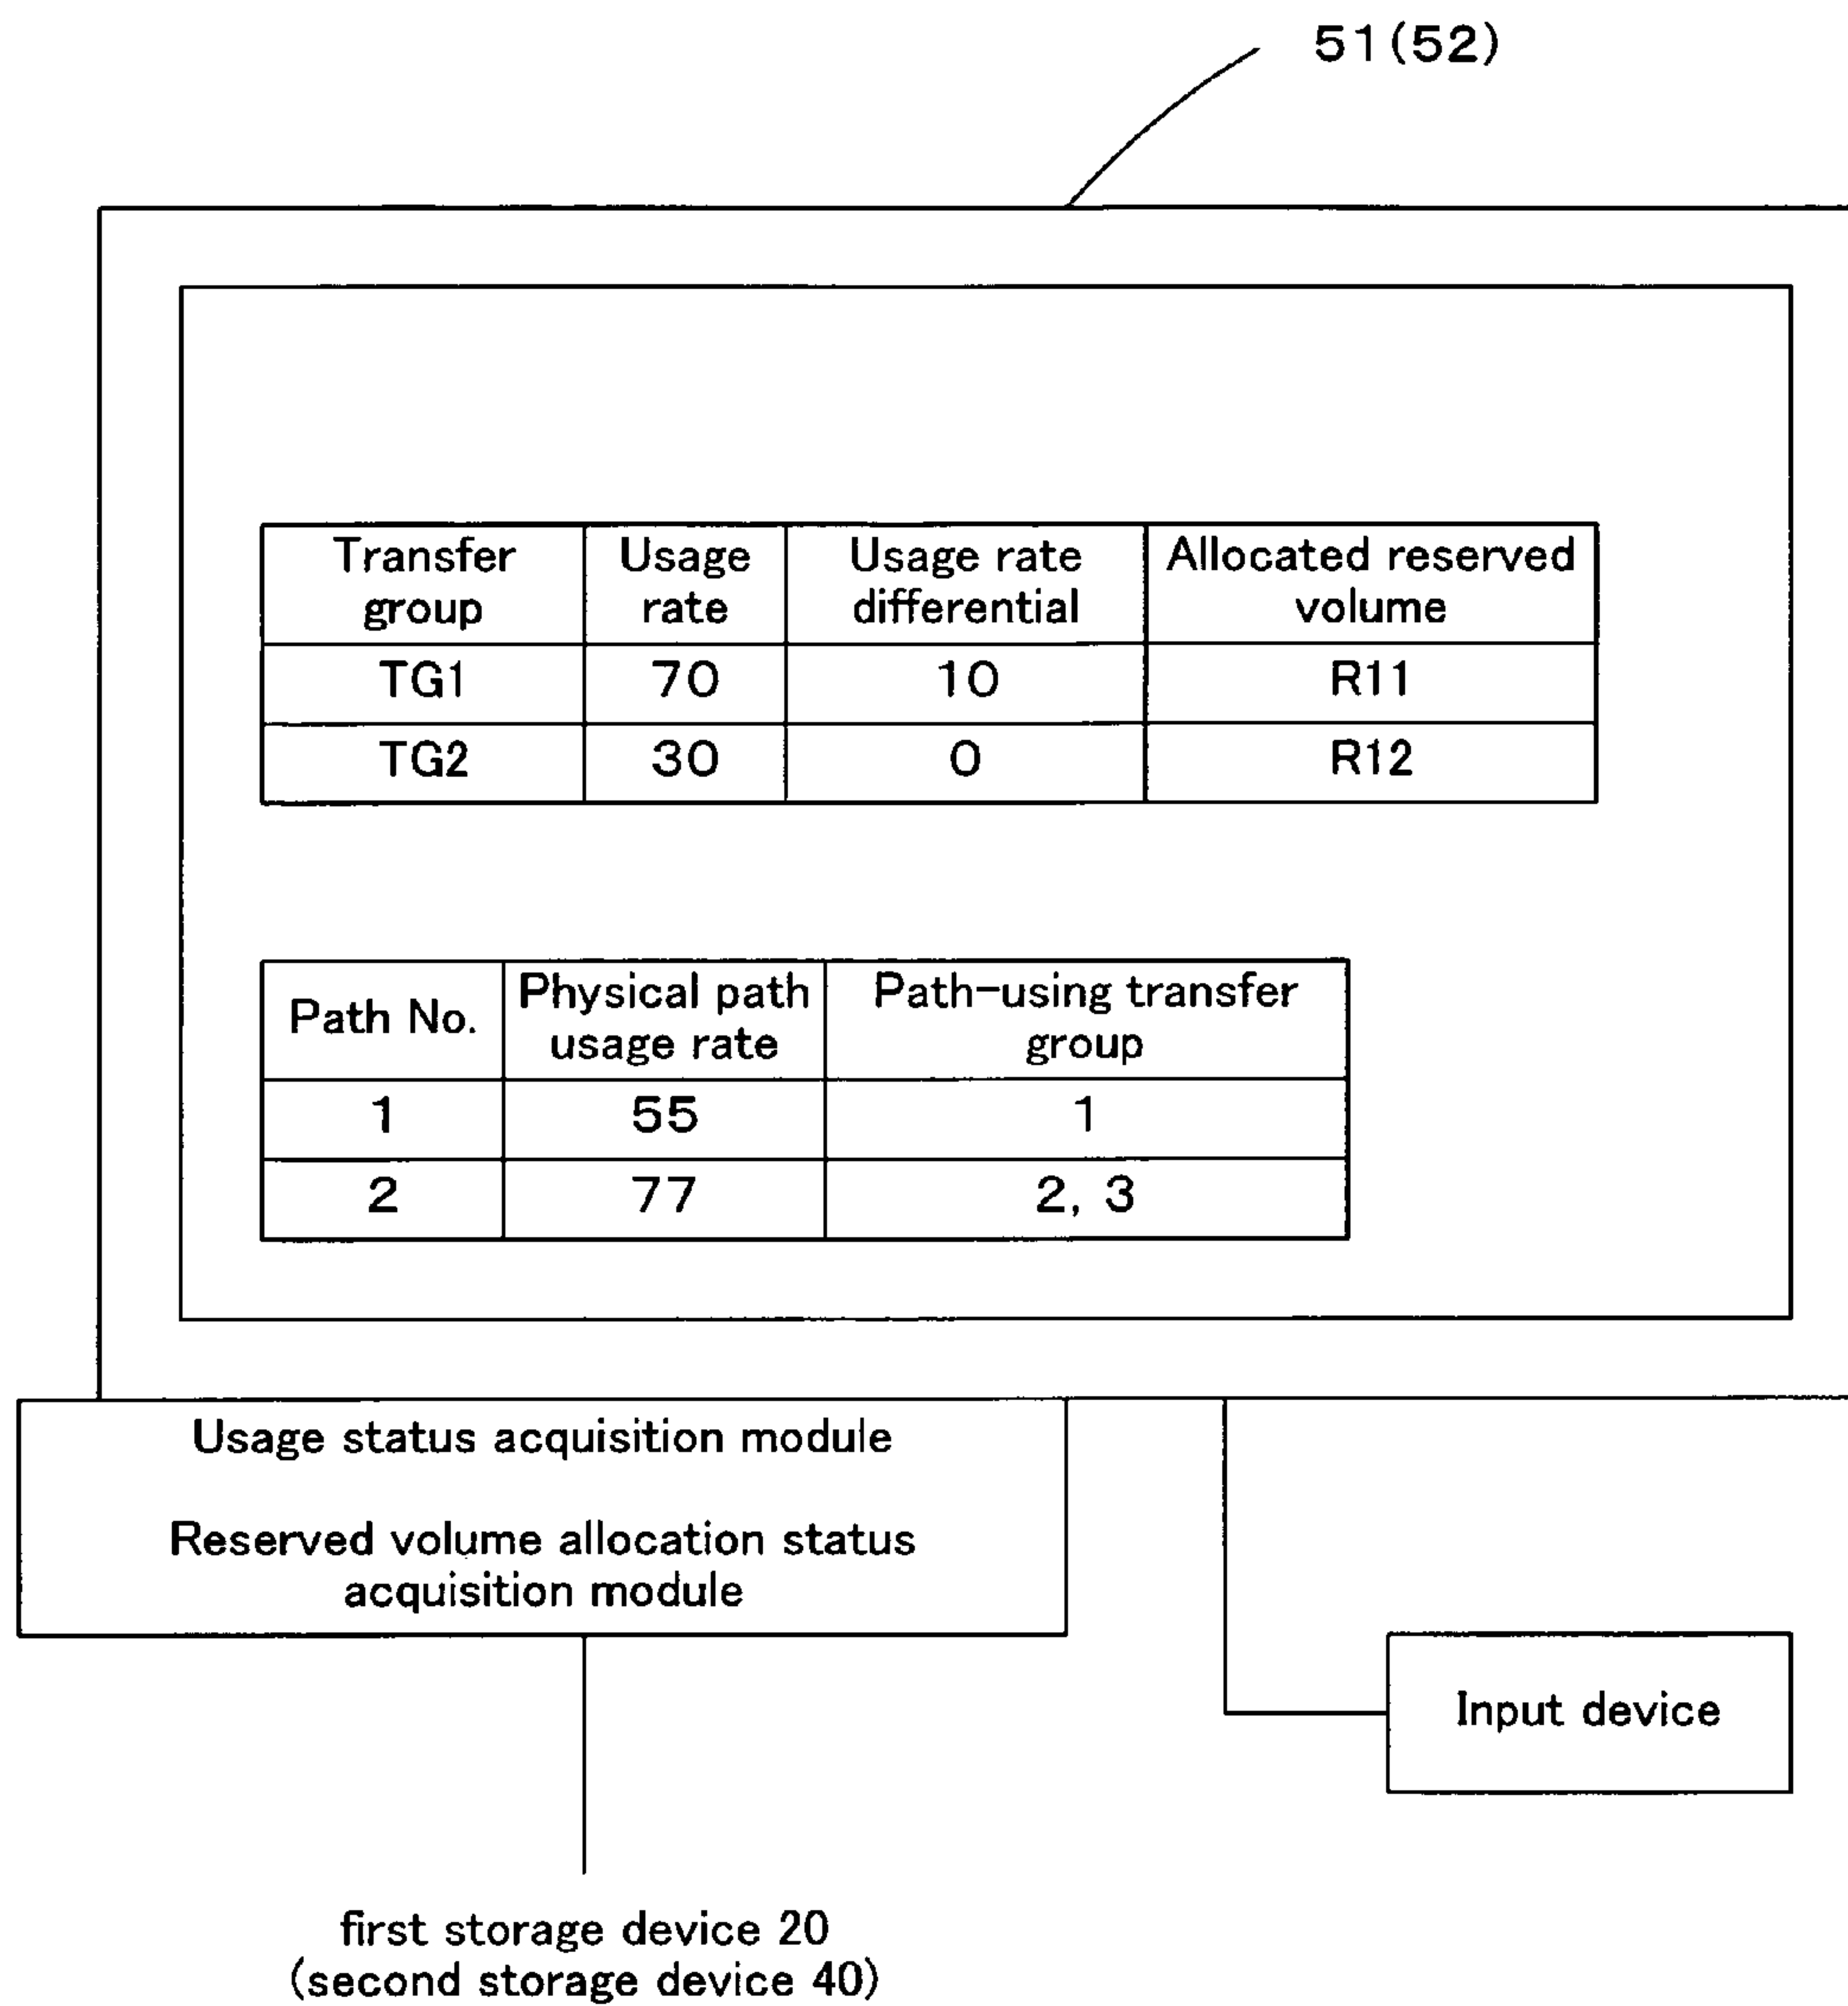 51(52)
Transfer group Usage rate Usage rate differential Allocated reserved volume
TG1 70 10 R11
TG2 30 0 R12
Path No. Physical path usage rate Path-using transfer group
1 55 1
2 77 2, 3
Usage status acquisition module
Reserved volume allocation status
acquisition module
Input device
first storage device 20
(second storage device 40)